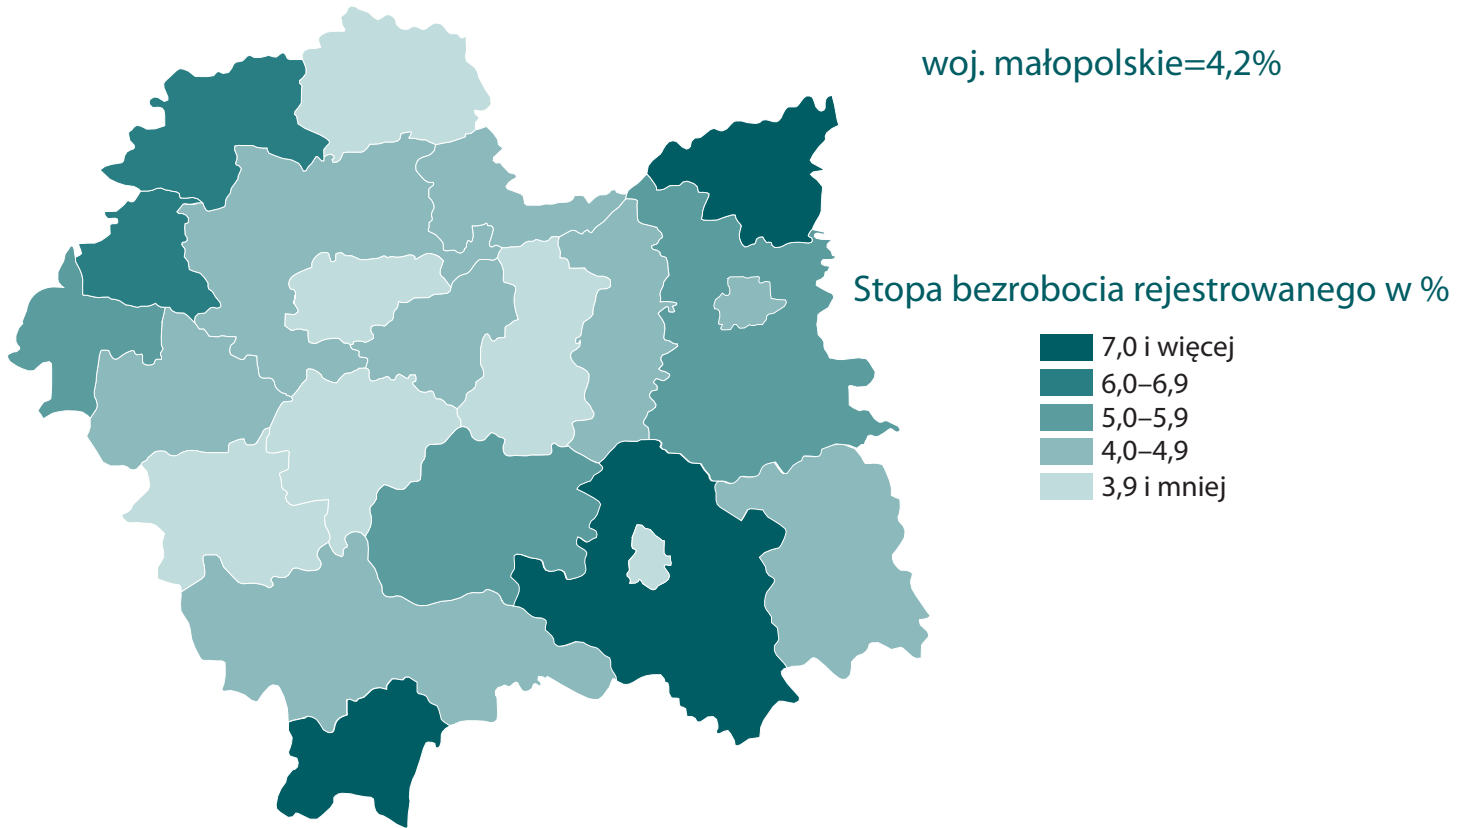 woj. małopolskie=4,2%
Stopa bezrobocia rejestrowanego w %
7,0 i więcej
6,0–6,9
5,0–5,9
4,0–4,9
3,9 i mniej